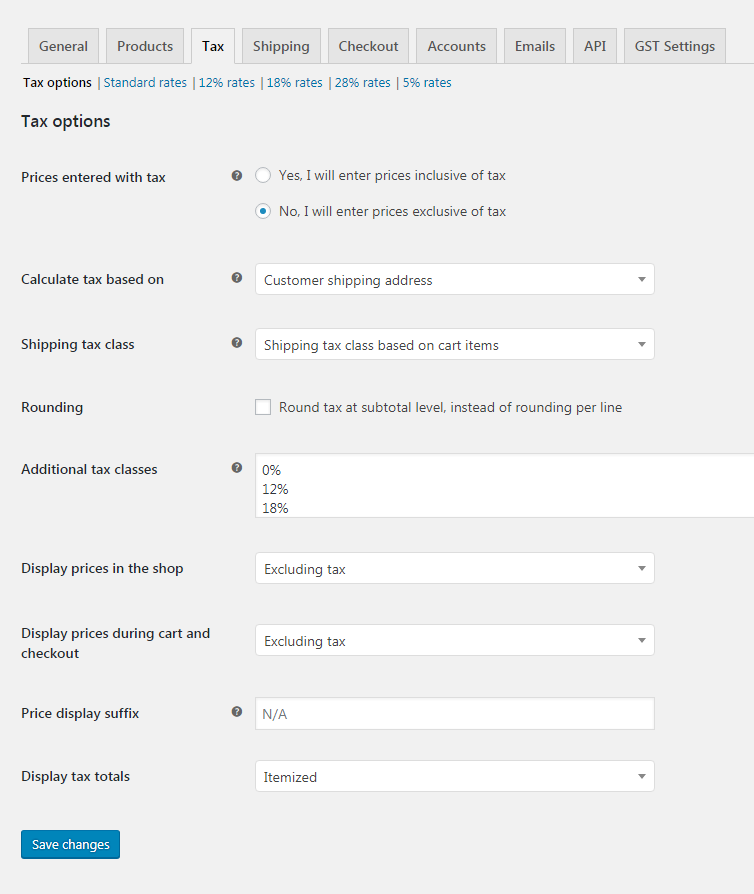 General Products Tax Shipping Checkout Accounts Emails API GST Settings
Tax options | Standard rates | 12% rates | 18% rates | 28% rates | 5% rates
Tax options
Prices entered with tax ? Yes, I will enter prices inclusive of tax
No, I will enter prices exclusive of tax
Calculate tax based on ? Customer shipping address
Shipping tax class ? Shipping tax class based on cart items
Rounding Round tax at subtotal level, instead of rounding per line
Additional tax classes ? 0%
12%
18%
Display prices in the shop Excluding tax
Display prices during cart and
checkout Excluding tax
Price display suffix ? N/A
Display tax totals Itemized
Save changes